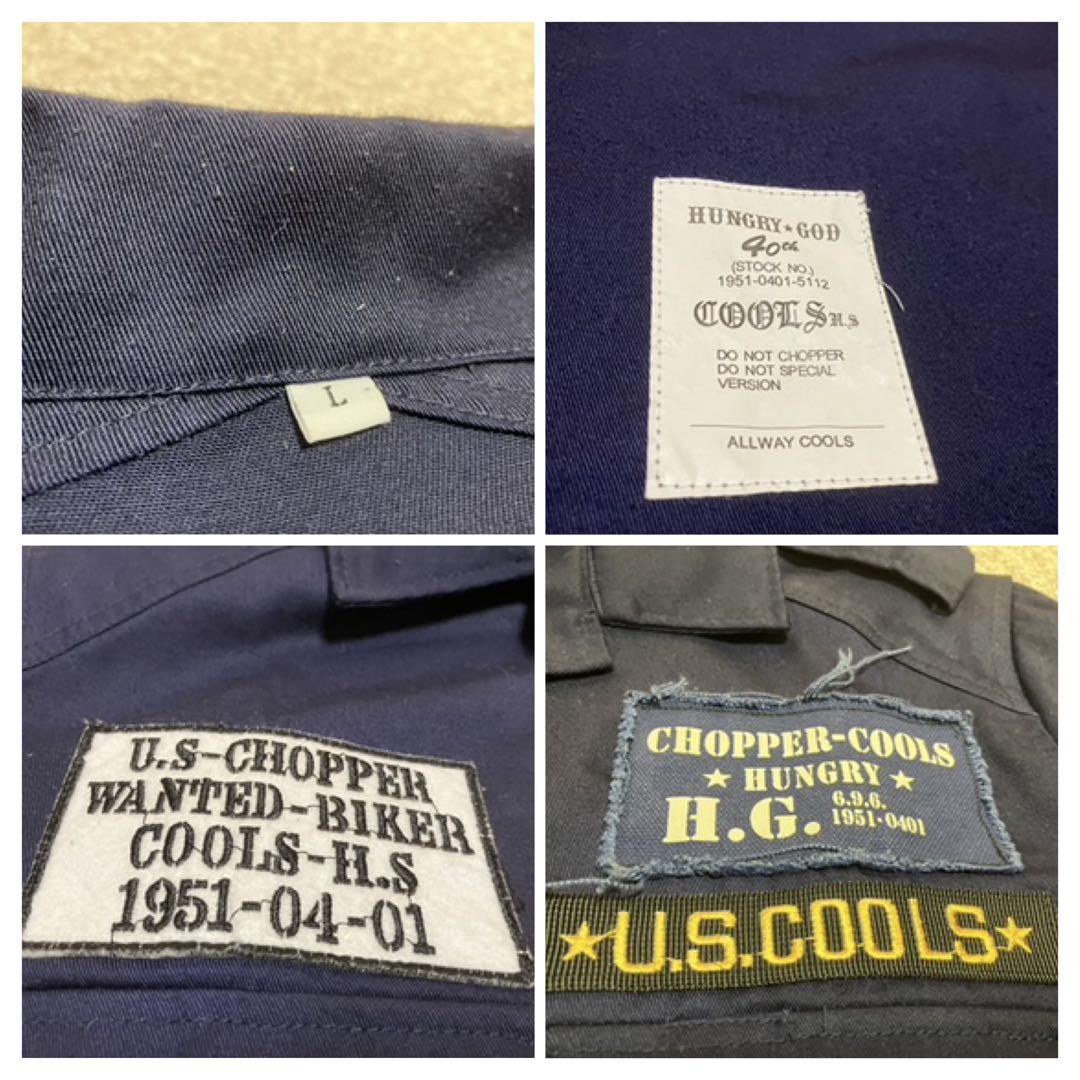 L
HUNGRY★GOD
40th
(STOCK NO.)
1951-0401-5112
COOLS H.S
DO NOT CHOPPER
DO NOT SPECIAL
VERSION
ALLWAY COOLS
U.S-CHOPPER
WANTED-BIKER
COOLS-H.S
1951-04-01
CHOPPER-COOLS
★HUNGRY★
H.G. 6.9.6.
1951·0401
★U.S.COOLS★